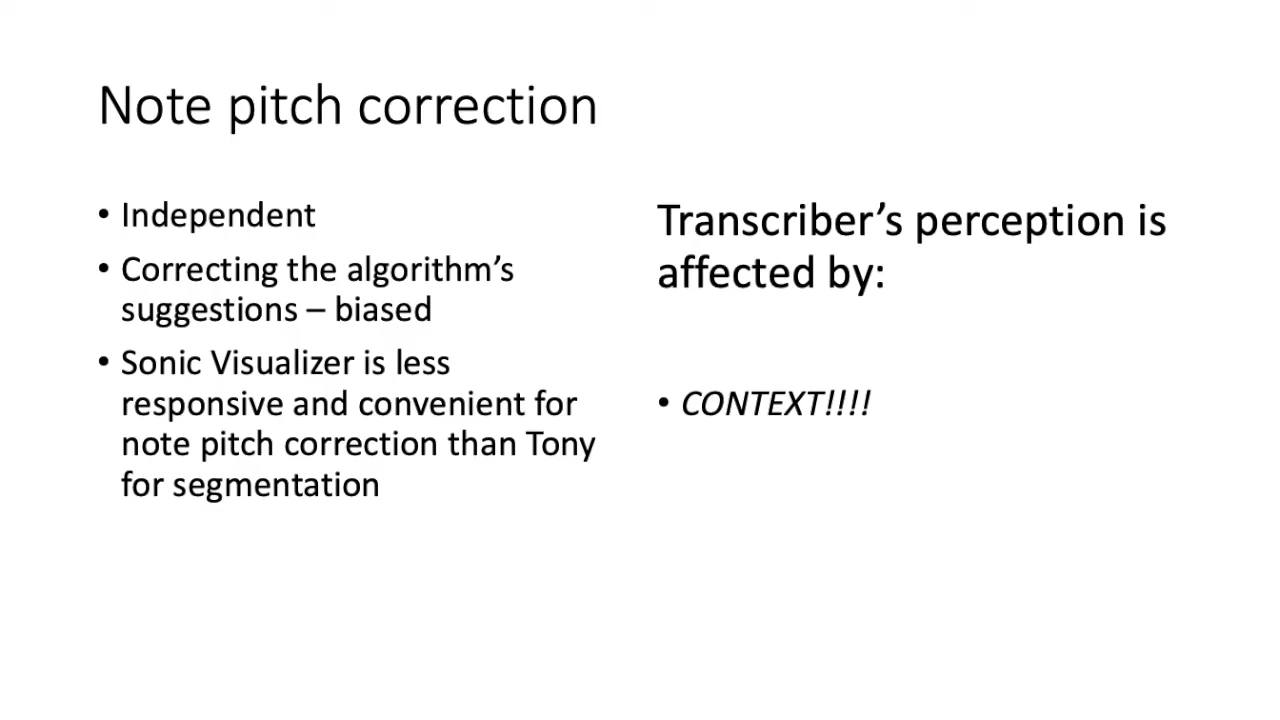 Note pitch correction
• Independent
• Correcting the algorithm’s
suggestions – biased
• Sonic Visualizer is less
responsive and convenient for
note pitch correction than Tony
for segmentation
Transcriber’s perception is
affected by:
• CONTEXT!!!!